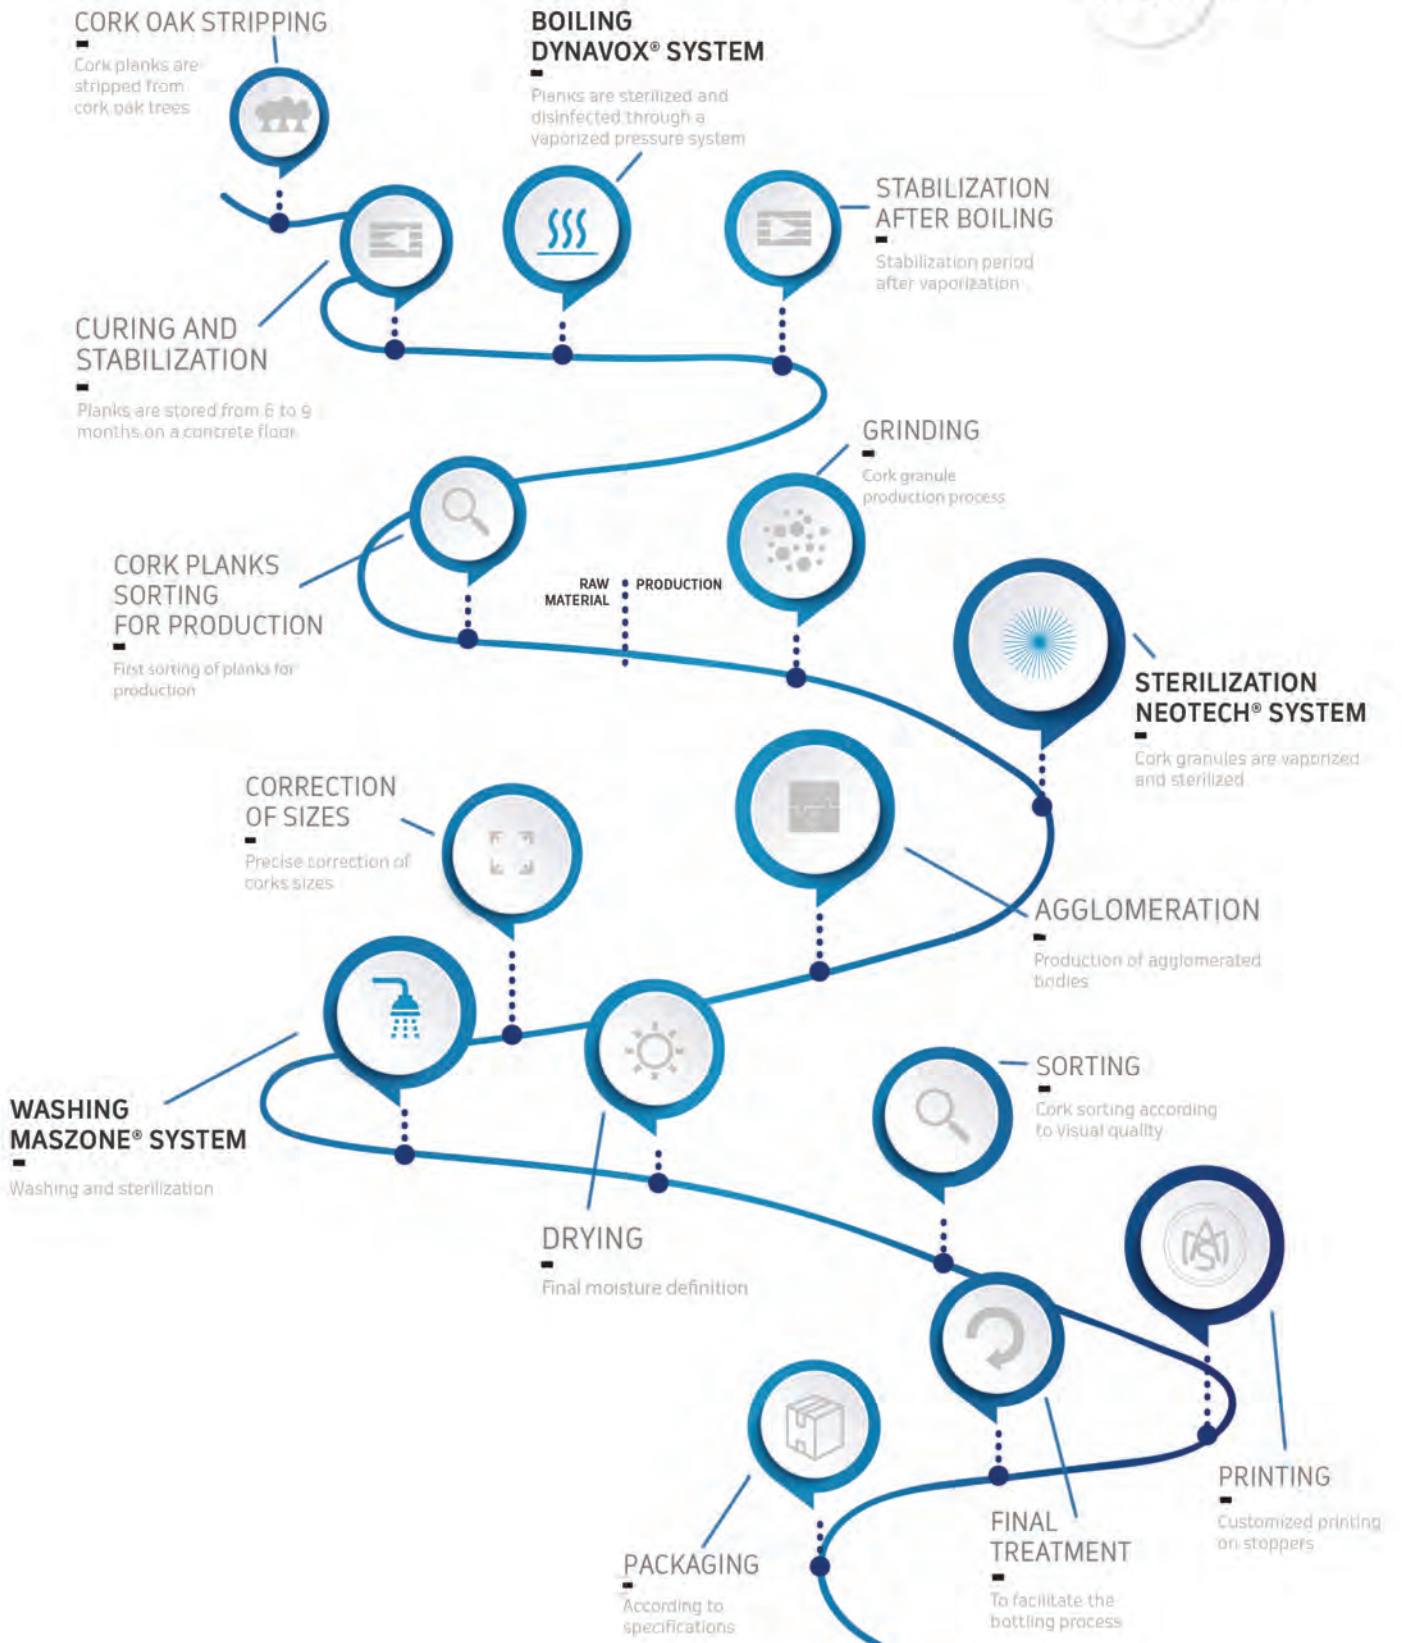 CORK OAK STRIPPING
Cork planks are
stripped from
cork oak trees
BOILING
DYNAVOX® SYSTEM
Planks are sterilized and
disinfected through a
vaporized pressure system
STABILIZATION
AFTER BOILING
Stabilization period
after vaporization
CURING AND
STABILIZATION
Planks are stored from 6 to 9
months on a concrete floor
GRINDING
Cork granule
production process
CORK PLANKS
SORTING
FOR PRODUCTION
First sorting of planks for
production
RAW
MATERIAL
PRODUCTION
STERILIZATION
NEOTECH® SYSTEM
Cork granules are vaporized
and sterilized
CORRECTION
OF SIZES
Precise correction of
corks sizes
AGGLOMERATION
Production of agglomerated
bodies
WASHING
MASZONE® SYSTEM
Washing and sterilization
DRYING
Final moisture definition
SORTING
Cork sorting according
to visual quality
PRINTING
Customized printing
on stoppers
FINAL
TREATMENT
To facilitate the
bottling process
PACKAGING
According to
specifications